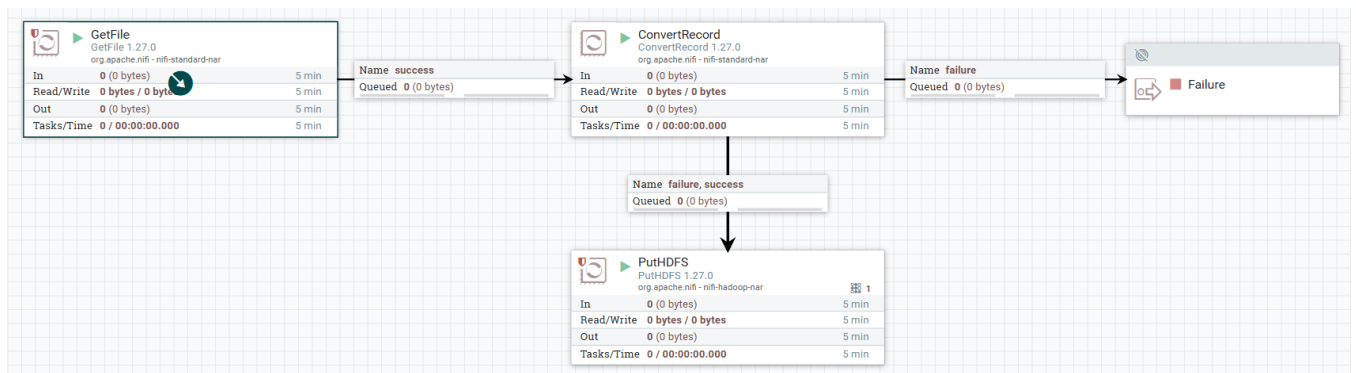 GetFile
GetFile 1.27.0
org.apache.nifi - nifi-standard-nar
In 0 (0 bytes) 5 min
Read/Write 0 bytes / 0 bytes 5 min
Out 0 (0 bytes) 5 min
Tasks/Time 0 / 00:00:00.000 5 min
Name success
Queued 0 (0 bytes)
ConvertRecord
ConvertRecord 1.27.0
org.apache.nifi - nifi-standard-nar
In 0 (0 bytes) 5 min
Read/Write 0 bytes / 0 bytes 5 min
Out 0 (0 bytes) 5 min
Tasks/Time 0 / 00:00:00.000 5 min
Name failure
Queued 0 (0 bytes)
Failure
Name failure, success
Queued 0 (0 bytes)
PutHDFS
PutHDFS 1.27.0
org.apache.nifi - nifi-hadoop-nar
1
In 0 (0 bytes) 5 min
Read/Write 0 bytes / 0 bytes 5 min
Out 0 (0 bytes) 5 min
Tasks/Time 0 / 00:00:00.000 5 min